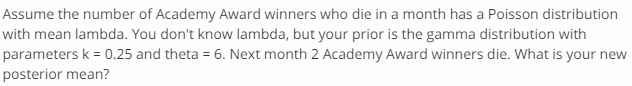 Assume the number of Academy Award winners who die in a month has a Poisson distribution
with mean lambda. You don't know lambda, but your prior is the gamma distribution with
parameters k = 0.25 and theta = 6. Next month 2 Academy Award winners die. What is your new
posterior mean?